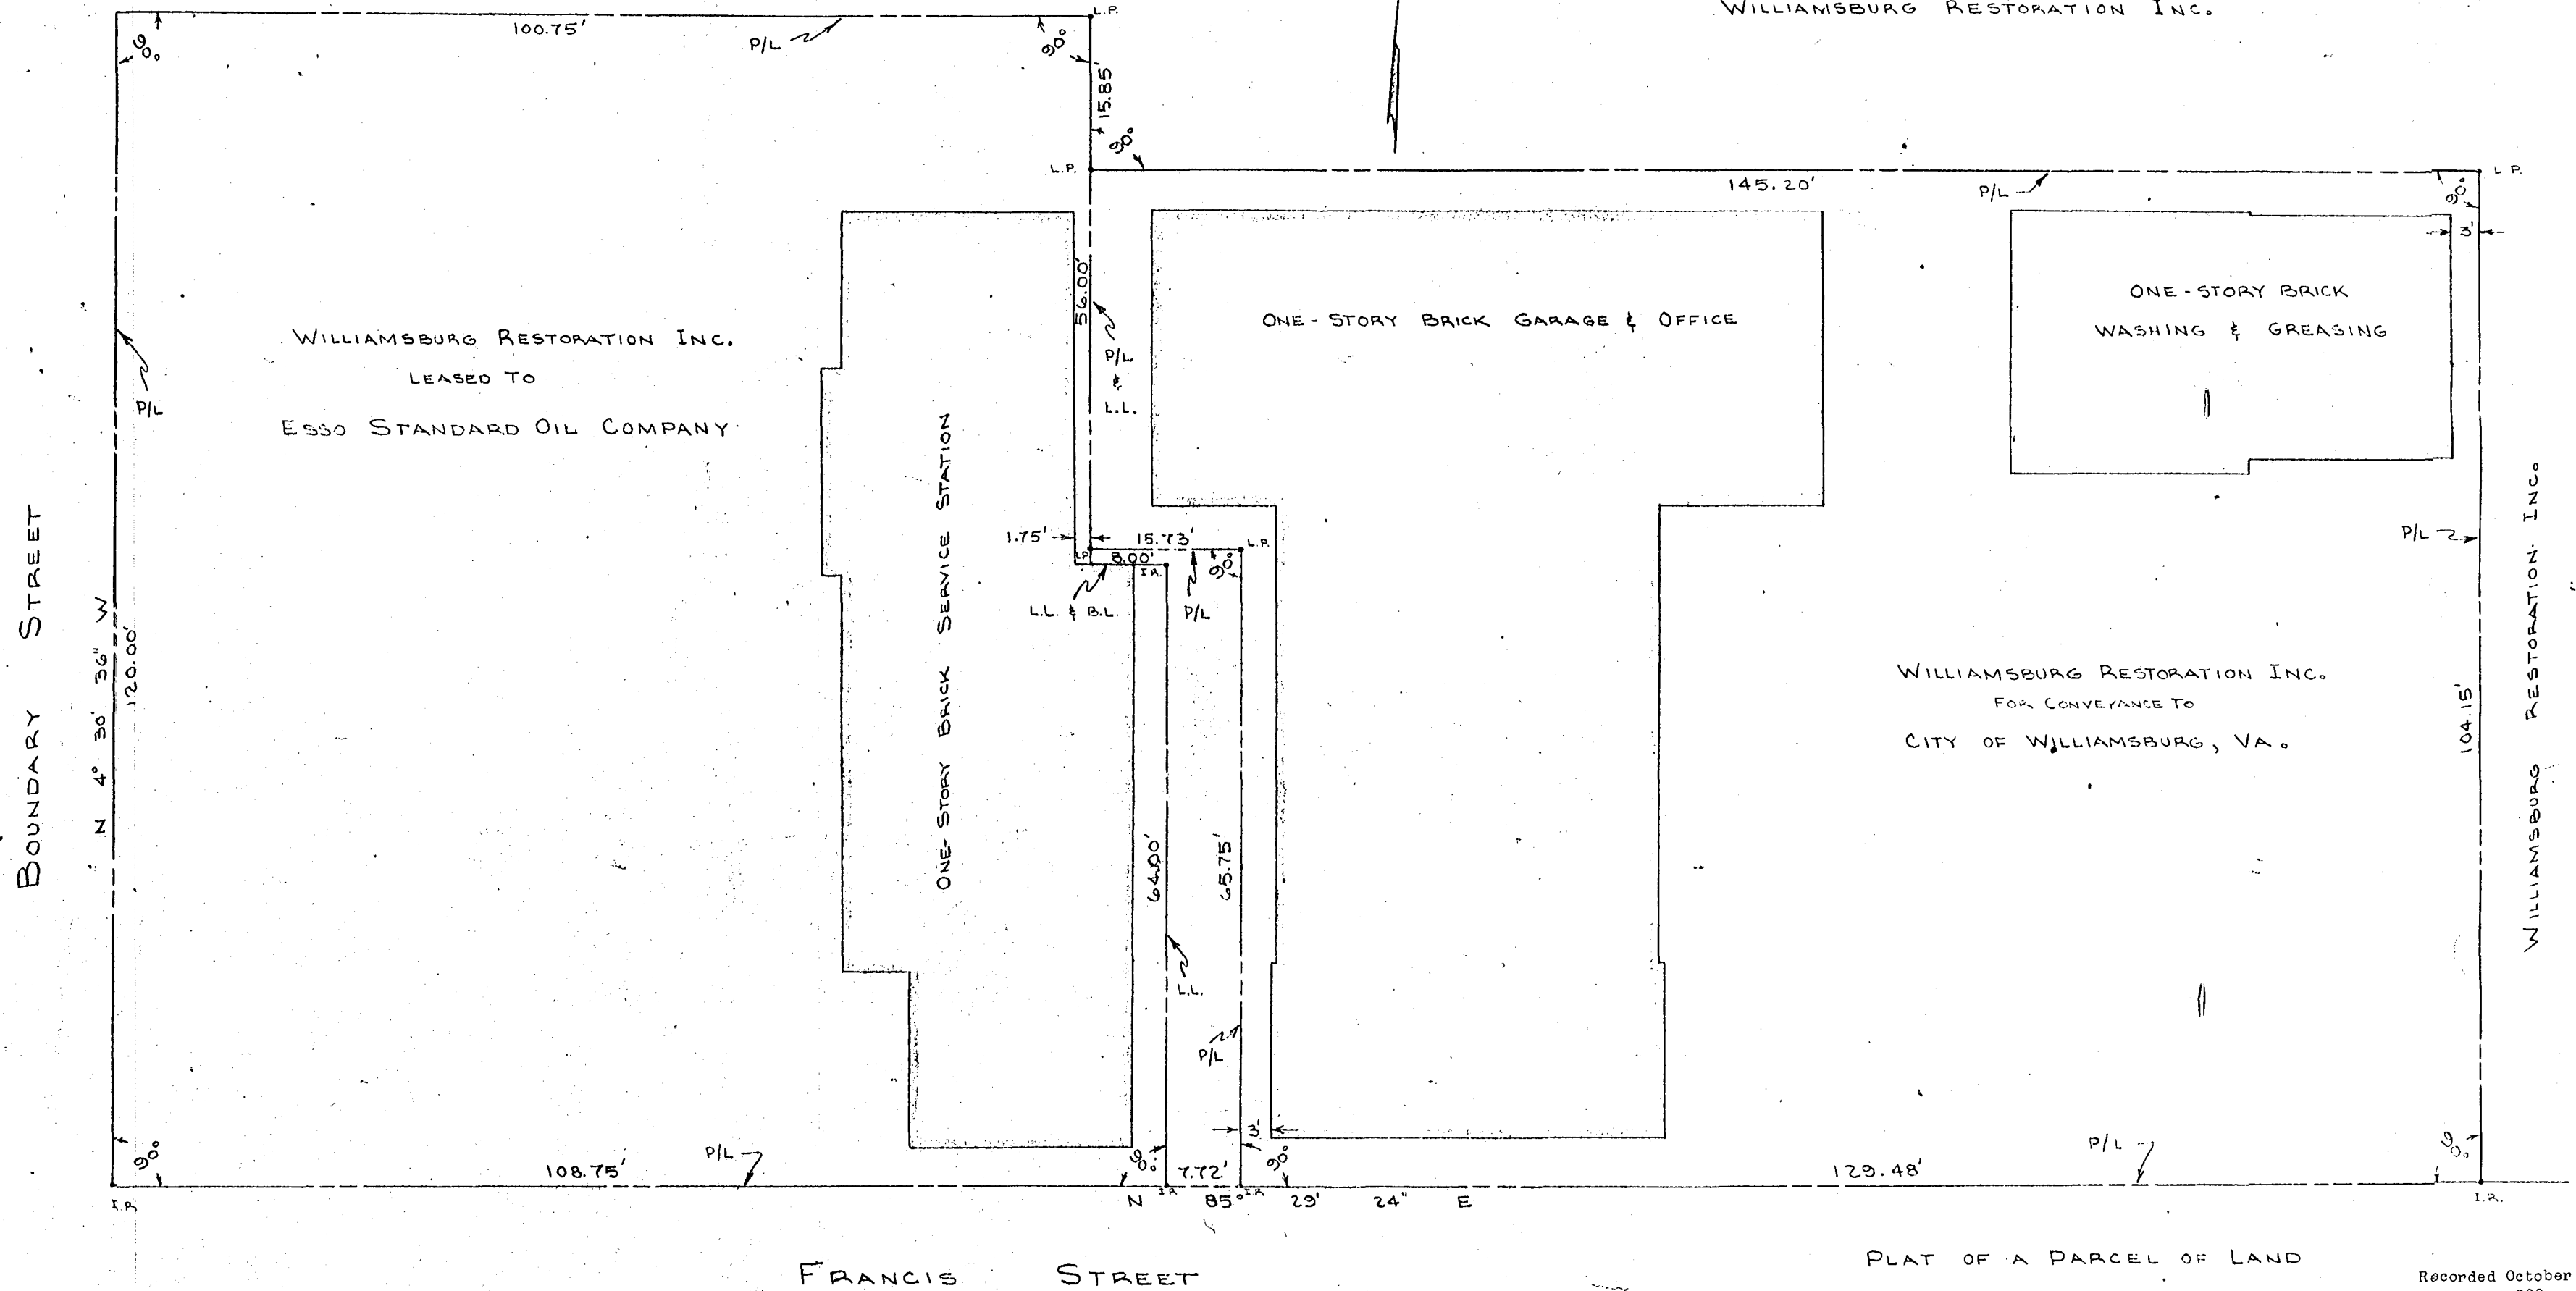 WILLIAMSBURG RESTORATION INC.
L.P.
100.75'
P/L
90°
90°
15.85'
90°
L.P.
145.20'
P/L
L.P.
90°
3'
ONE-STORY BRICK
WASHING & GREASING
ONE-STORY BRICK GARAGE & OFFICE
56.00'
P/L
&
L.L.
WILLIAMSBURG RESTORATION INC.
LEASED TO
ESSO STANDARD OIL COMPANY
P/L
ONE-STORY BRICK SERVICE STATION
1.75'
15.73'
L.P.
L.P.
8.00'
I.R.
90°
L.L. & B.L.
P/L
P/L
BOUNDARY STREET
N 4° 30' 36" W
120.00'
WILLIAMSBURG RESTORATION INC.
FOR CONVEYANCE TO
CITY OF WILLIAMSBURG, VA.
104.15'
WILLIAMSBURG RESTORATION INC.
64.00'
65.75'
L.L.
P/L
3'
90°
P/L
108.75'
90°
7.72'
90°
129.48'
P/L
90°
I.R.
I.R.
I.R.
I.R.
N 85° 29' 24" E
FRANCIS STREET
PLAT OF A PARCEL OF LAND
Recorded October